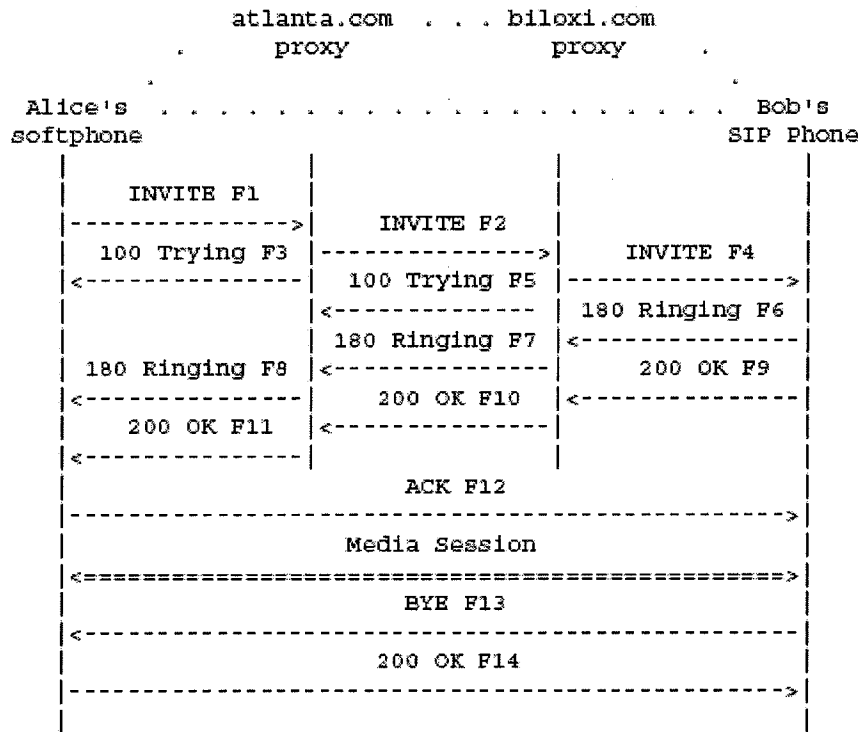 atlanta.com . . . biloxi.com
. proxy proxy .
Alice's . . . . . . . . . . . . . . . . . . . . Bob's
softphone SIP Phone
INVITE F1
INVITE F2
100 Trying F3 INVITE F4
100 Trying F5
180 Ringing F6
180 Ringing F7
180 Ringing F8 200 OK F9
200 OK F10
200 OK F11
ACK F12
Media Session
BYE F13
200 OK F14